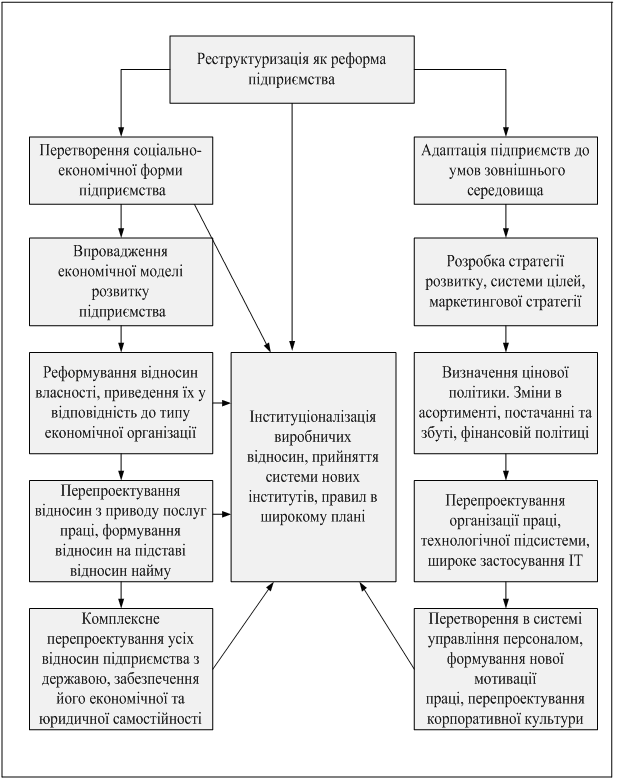 Реструктуризація як реформа
підприємства
Перетворення соціально-
економічної форми
підприємства
Адаптація підприємств до
умов зовнішнього
середовища
Впровадження
економічної моделі
розвитку
підприємства
Розробка стратегії
розвитку, системи цілей,
маркетингової стратегії
Реформування відносин
власності, приведення їх у
відповідність до типу
економічної організації
Інституціоналізація
виробничих
відносин, прийняття
системи нових
інститутів, правил в
широкому плані
Визначення цінової
політики. Зміни в
асортименті, постачанні та
збуті, фінансовій політиці
Перепроектування
відносин з приводу послуг
праці, формування
відносин на підставі
відносин найму
Перепроектування
організації праці,
технологічної підсистеми,
широке застосування ІТ
Комплексне
перепроектування усіх
відносин підприємства з
державою, забезпечення
його економічної та
юридичної самостійності
Перетворення в системі
управління персоналом,
формування нової
мотивації
праці, перепроектування
корпоративної культури